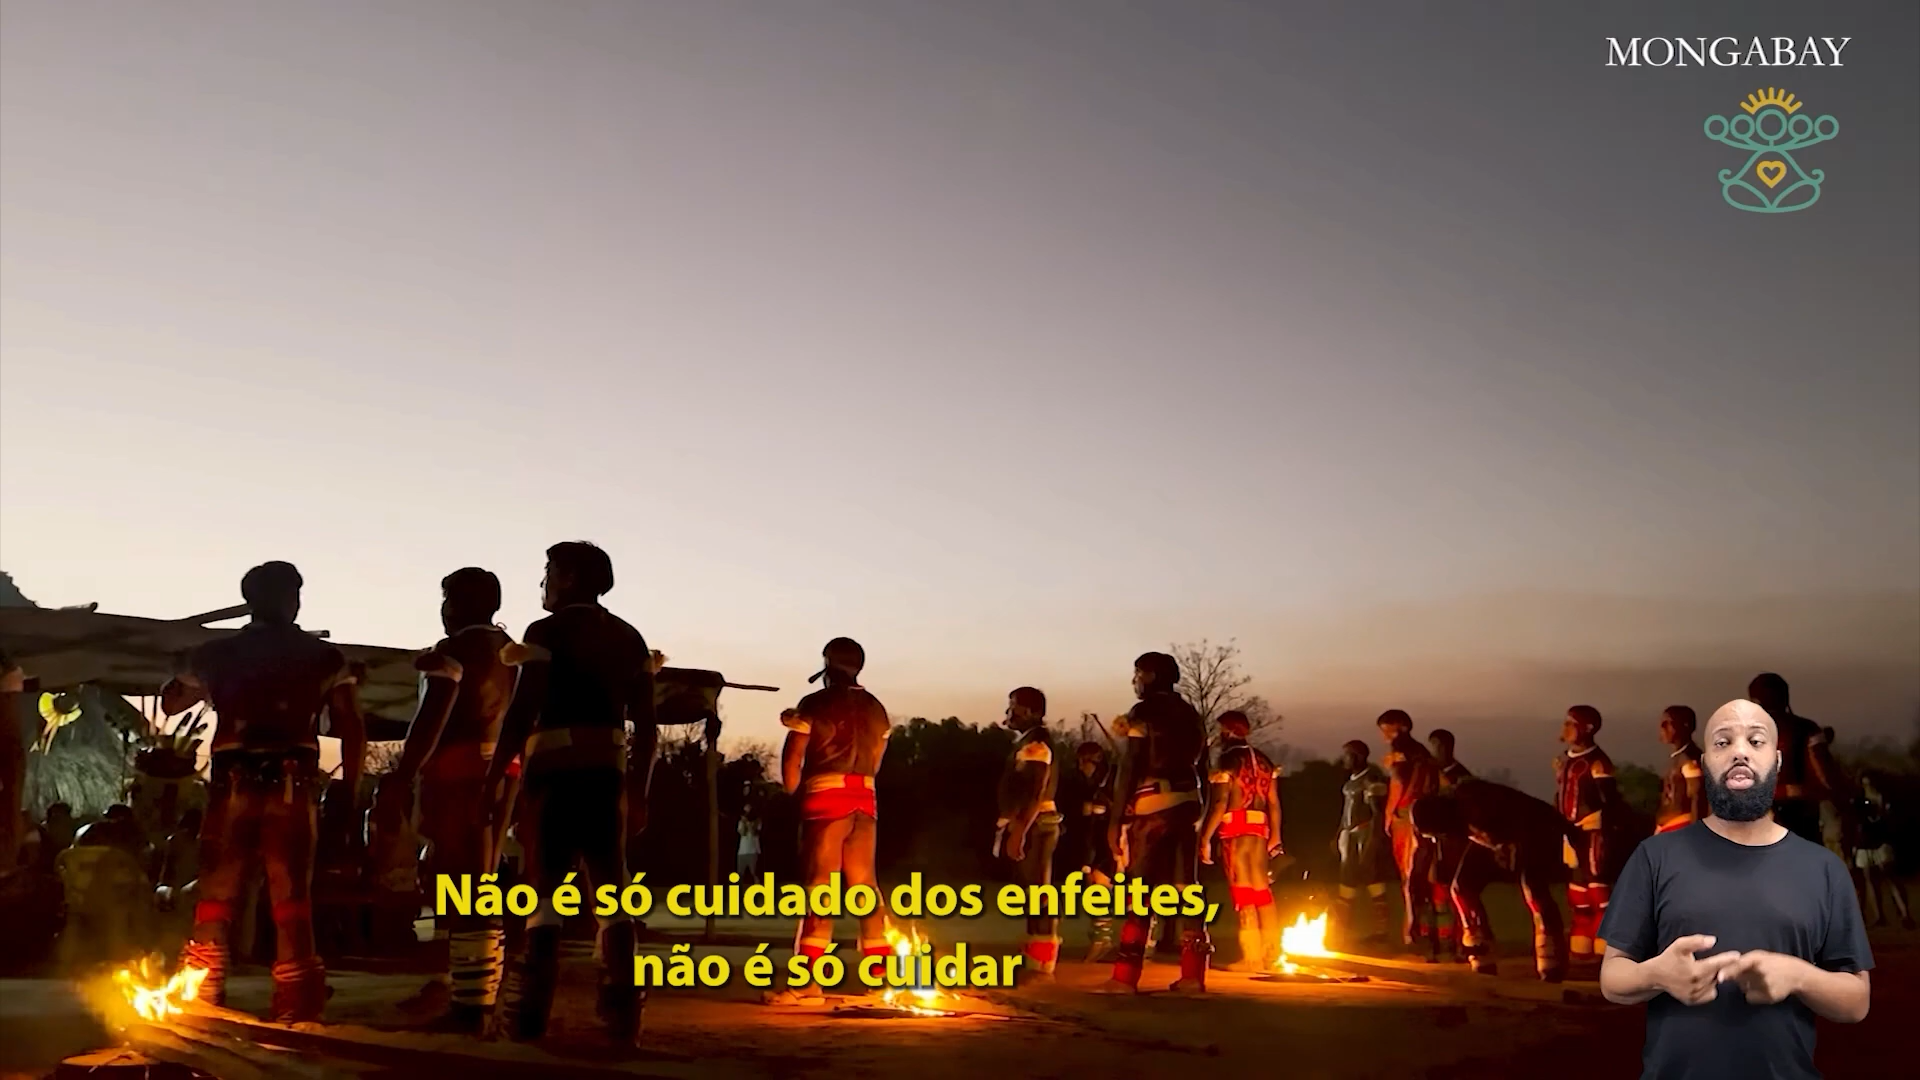 MONGABAY
Não é só cuidado dos enfeites,
não é só cuidar